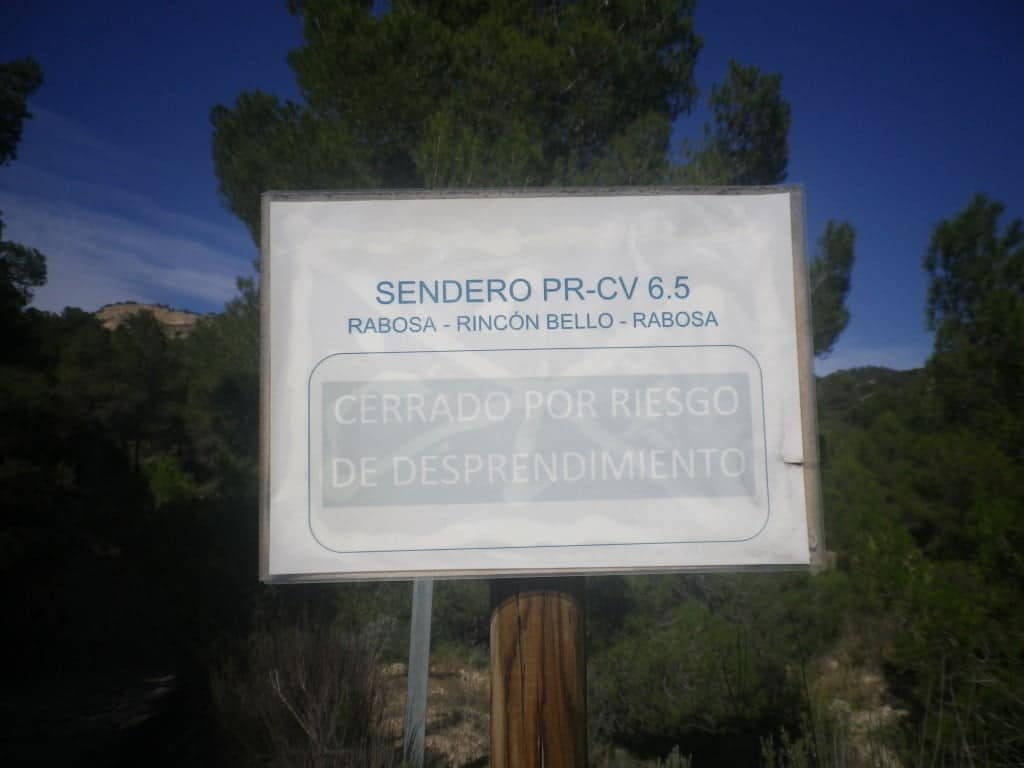 SENDERO PR-CV 6.5
RABOSA - RINCÓN BELLO - RABOSA
CERRADO POR RIESGO
DE DESPRENDIMIENTO